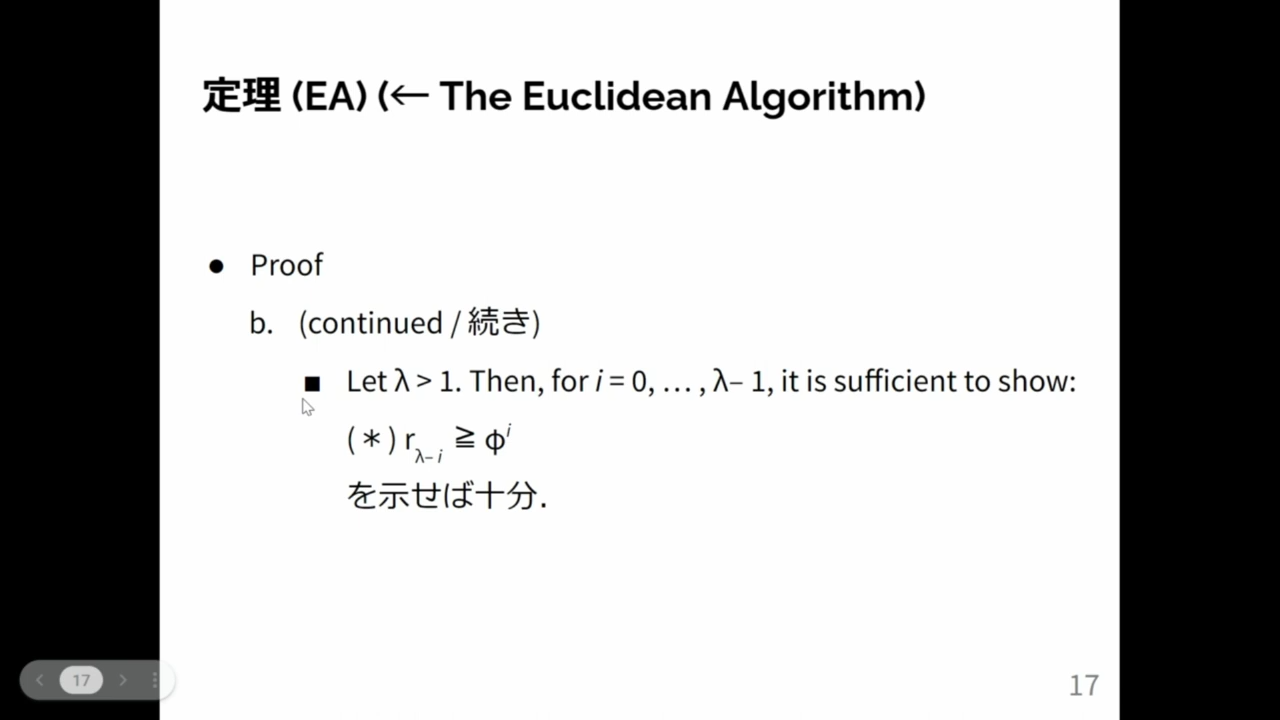 定理 (EA) (← The Euclidean Algorithm)
● Proof
b. (continued / 続き)
■ Let λ > 1. Then, for i = 0, … , λ– 1, it is sufficient to show:
(＊) r_{λ– i} ≧ φ^i
を示せば十分.
17
17